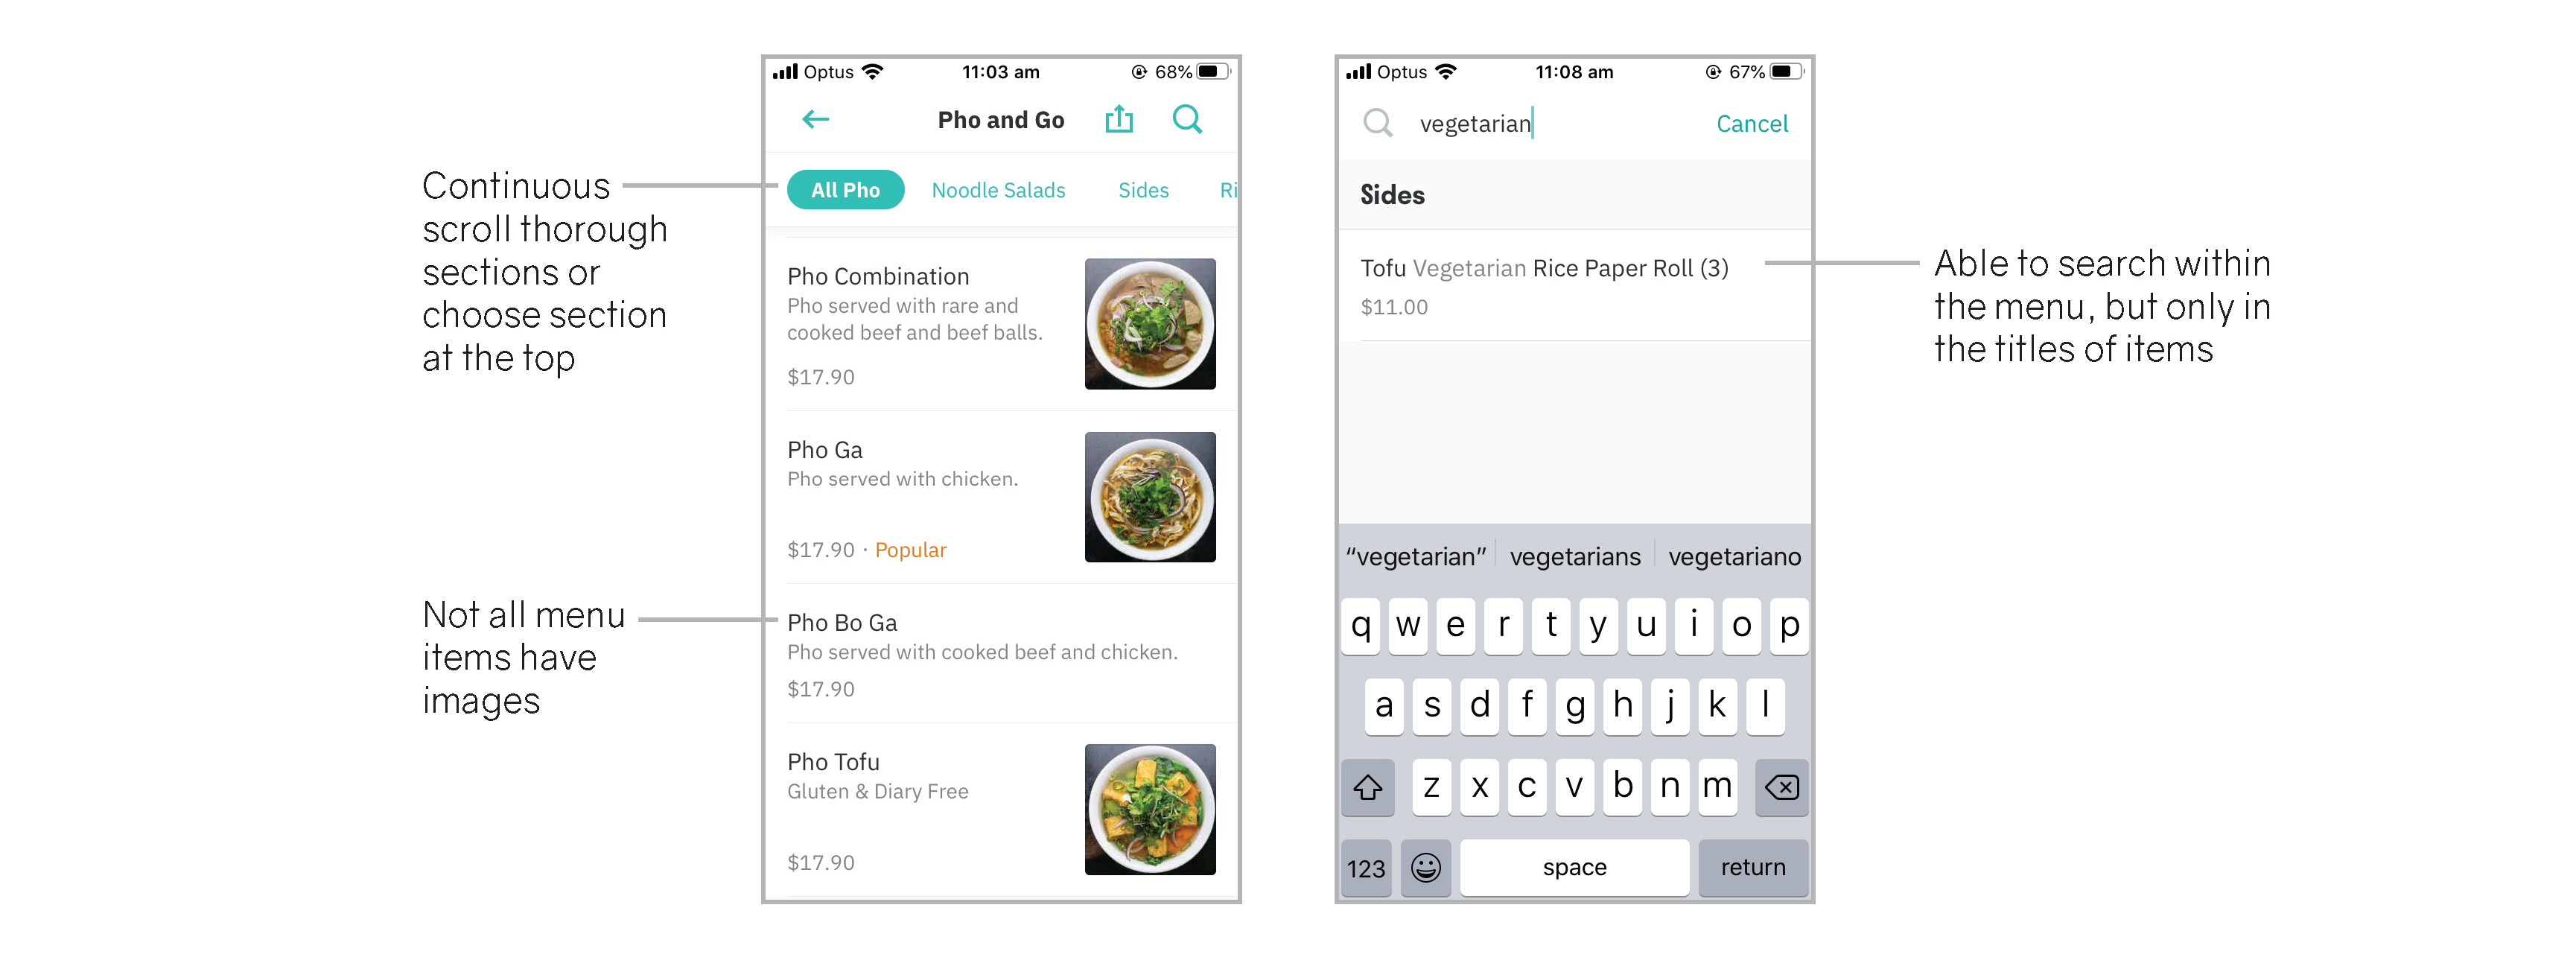 Continuous
scroll thorough
sections or
choose section
at the top
Not all menu
items have
images
Optus 11:03 am 68%
Pho and Go
All Pho Noodle Salads Sides Ri
Pho Combination
Pho served with rare and
cooked beef and beef balls.
$17.90
Pho Ga
Pho served with chicken.
$17.90 · Popular
Pho Bo Ga
Pho served with cooked beef and chicken.
$17.90
Pho Tofu
Gluten & Diary Free
$17.90
Optus 11:08 am 67%
vegetarian Cancel
Sides
Tofu Vegetarian Rice Paper Roll (3)
$11.00
“vegetarian” vegetarians vegetariano
q w e r t y u i o p
a s d f g h j k l
z x c v b n m
123 space return
Able to search within
the menu, but only in
the titles of items